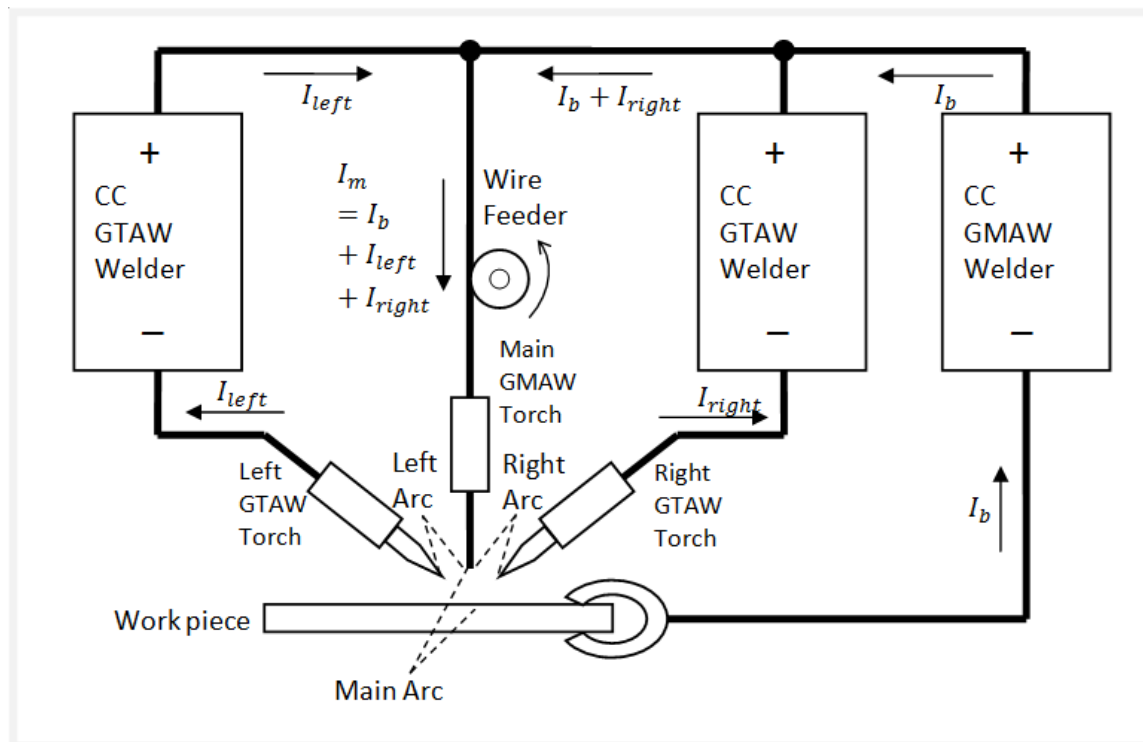 I_left
I_b + I_right
I_b
+
CC
GTAW
Welder
−
I_m
= I_b
+ I_left
+ I_right
Wire
Feeder
+
CC
GTAW
Welder
−
+
CC
GMAW
Welder
−
Main
GMAW
Torch
I_left
I_right
Left
GTAW
Torch
Left
Arc
Right
Arc
Right
GTAW
Torch
I_b
Work piece
Main Arc